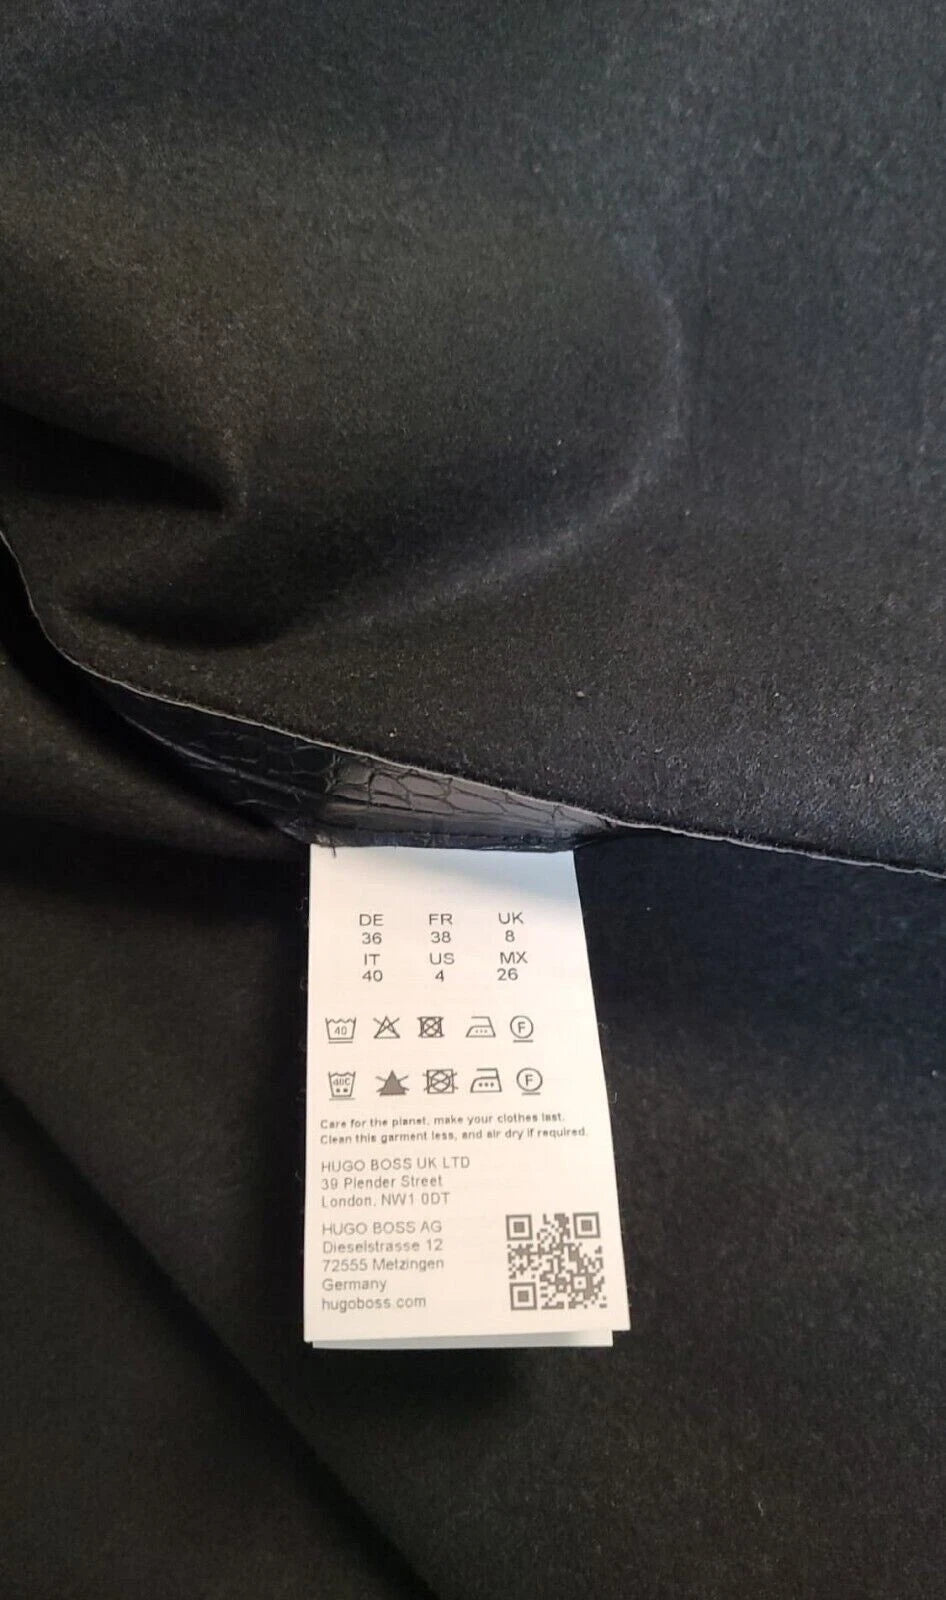 DE FR UK
36 38 8
IT US MX
40 4 26
40 F
40C F
Care for the planet, make your clothes last.
Clean this garment less, and air dry if required.
HUGO BOSS UK LTD
39 Plender Street
London, NW1 0DT
HUGO BOSS AG
Dieselstrasse 12
72555 Metzingen
Germany
hugoboss.com